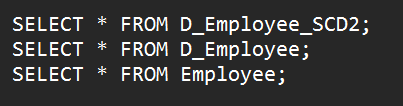 SELECT * FROM D_Employee_SCD2;
SELECT * FROM D_Employee;
SELECT * FROM Employee;